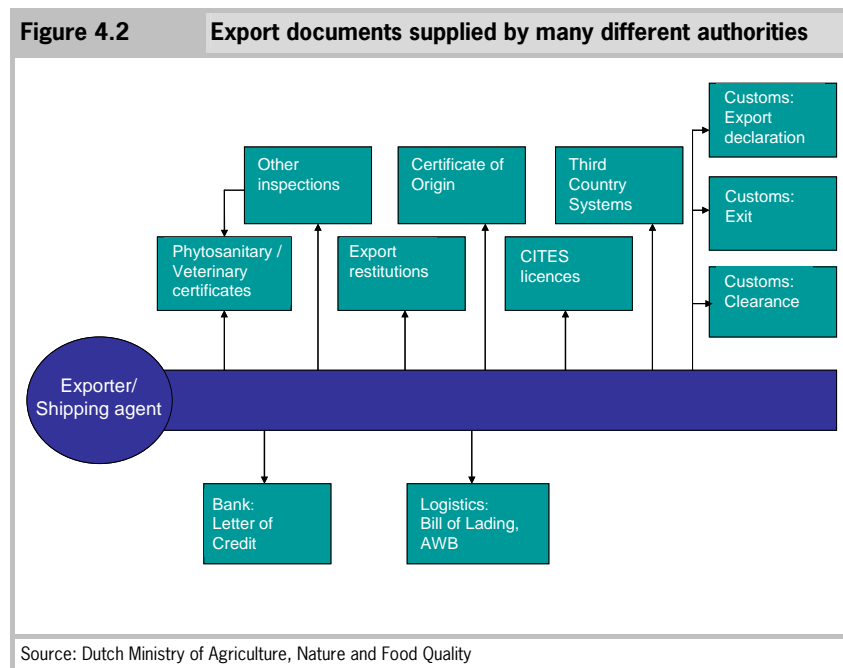 Figure 4.2 Export documents supplied by many different authorities
Customs:
Export
declaration
Other
inspections
Certificate of
Origin
Third
Country
Systems
Customs:
Exit
Phytosanitary /
Veterinary
certificates
Export
restitutions
CITES
licences
Customs:
Clearance
Exporter/
Shipping agent
Bank:
Letter of
Credit
Logistics:
Bill of Lading,
AWB
Source: Dutch Ministry of Agriculture, Nature and Food Quality